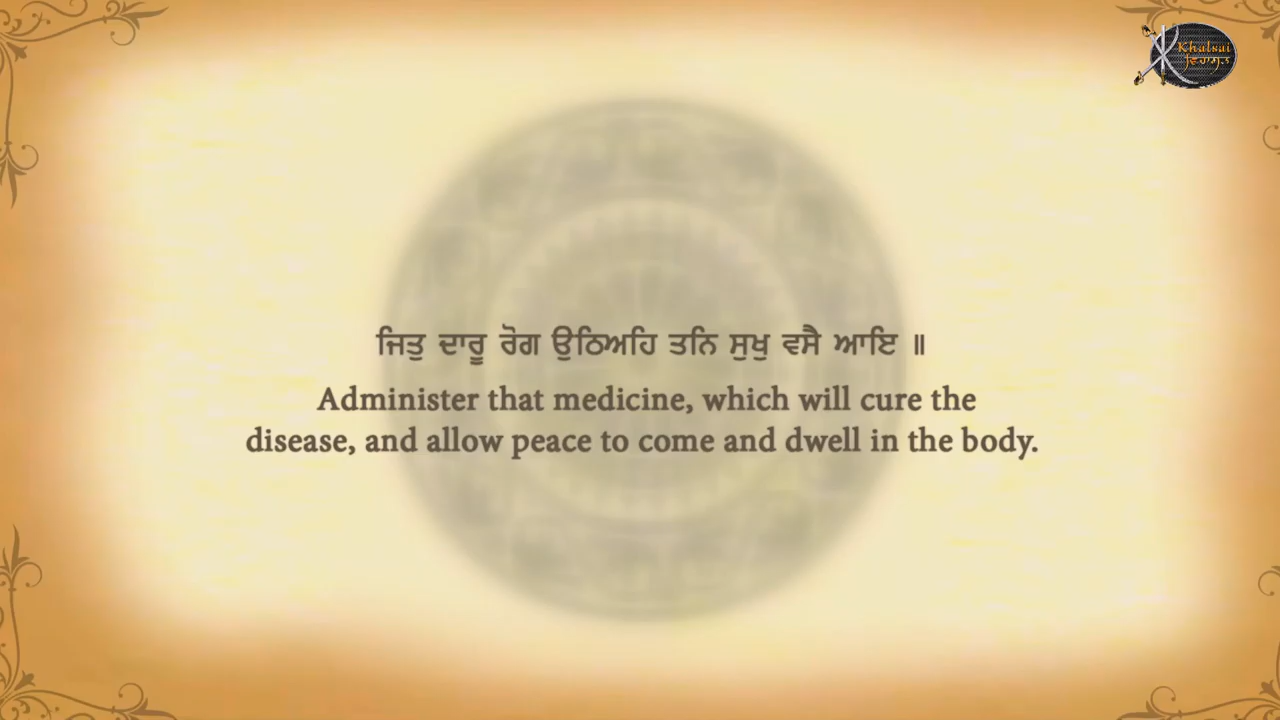 Khalsai
ਵਿਰਾਸਤ
ਜਿਤੁ ਦਾਰੂ ਰੋਗ ਉਠਿਅਹਿ ਤਨਿ ਸੁਖੁ ਵਸੈ ਆਇ ॥
Administer that medicine, which will cure the
disease, and allow peace to come and dwell in the body.